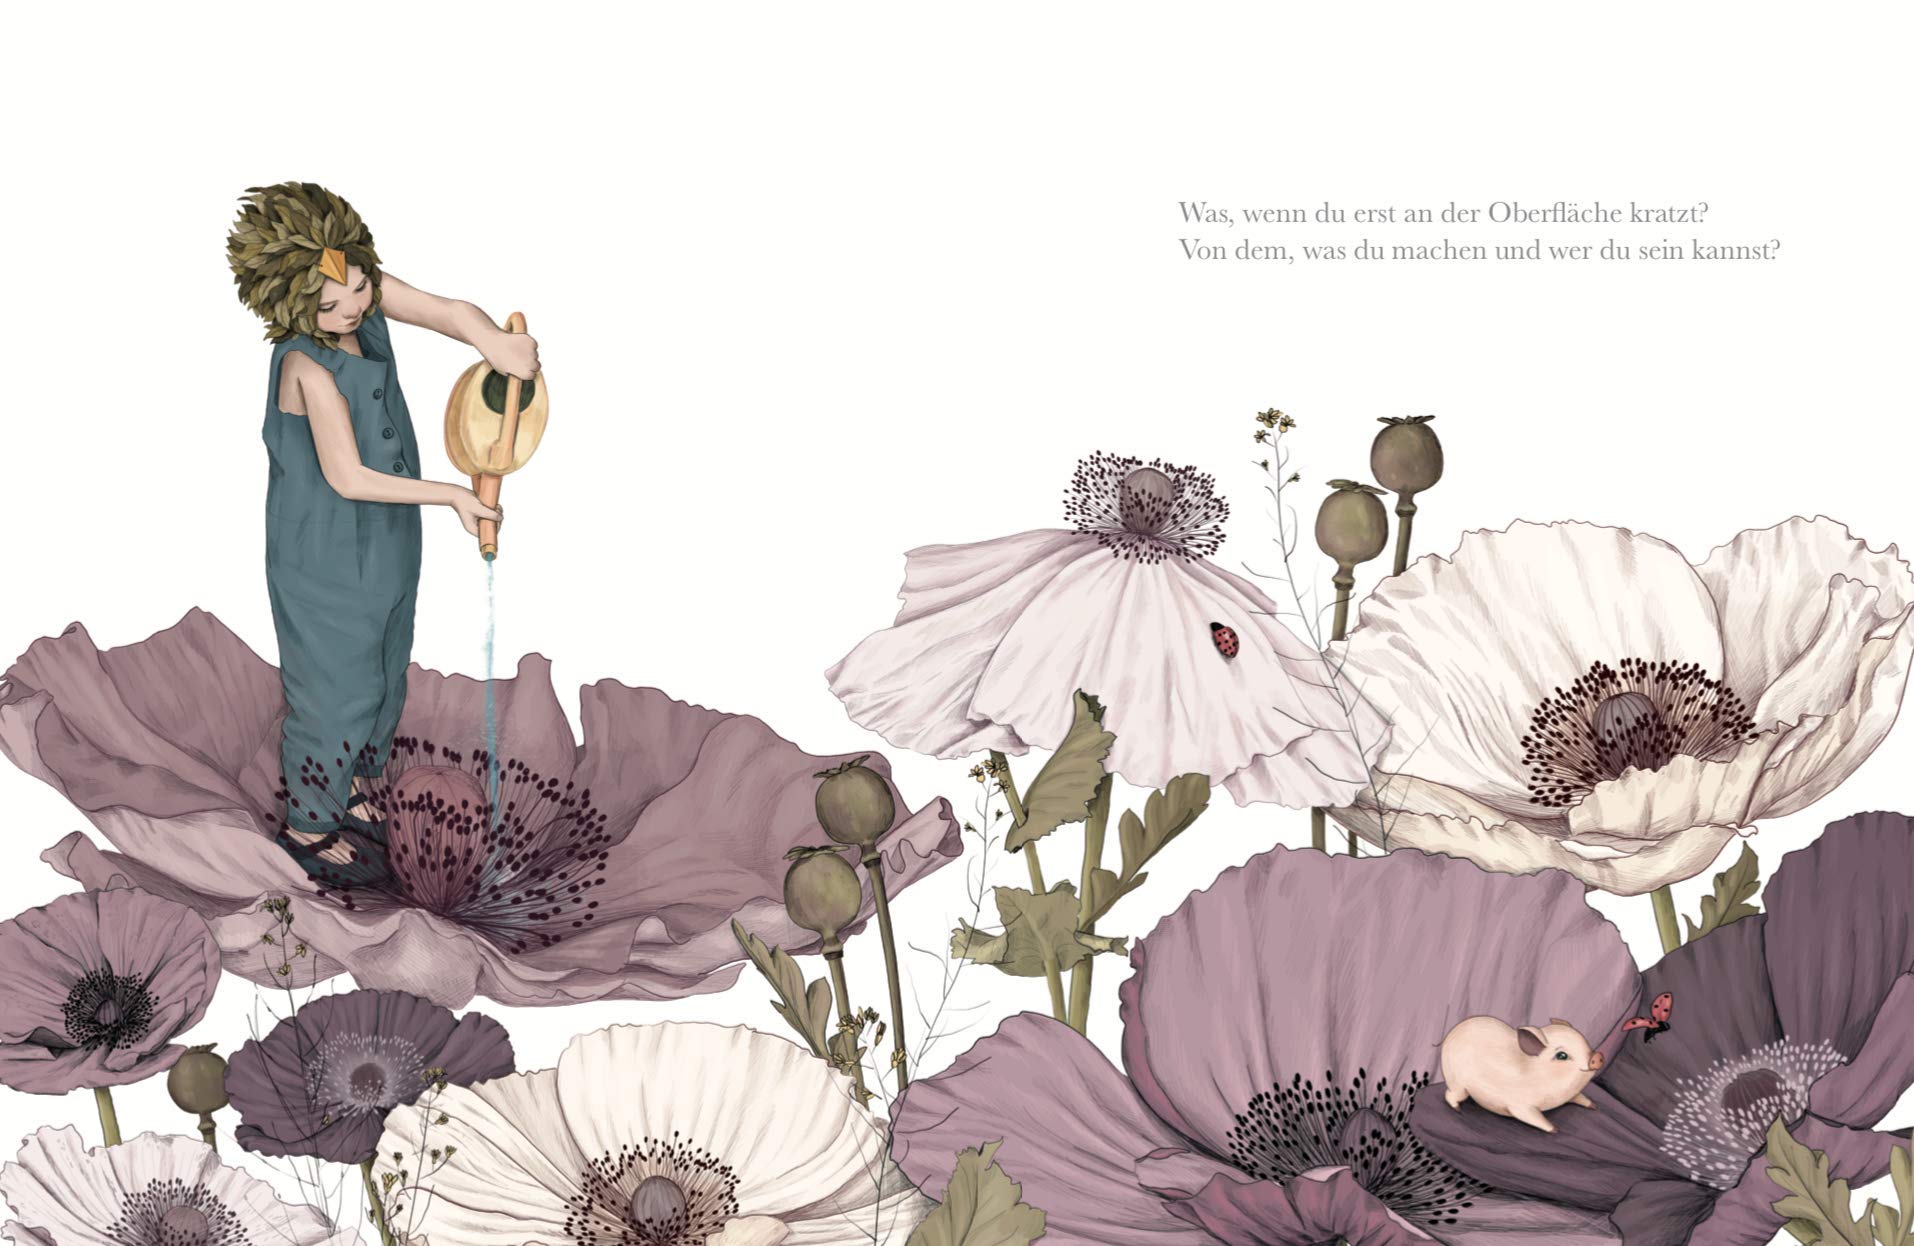 Was, wenn du erst an der Oberfläche kratzt?
Von dem, was du machen und wer du sein kannst?